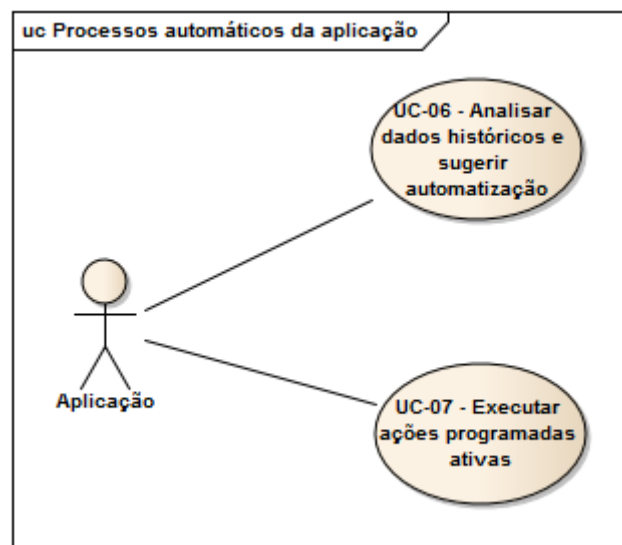 uc Processos automáticos da aplicação
UC-06 - Analisar
dados históricos e
sugerir
automatização
Aplicação
UC-07 - Executar
ações programadas
ativas